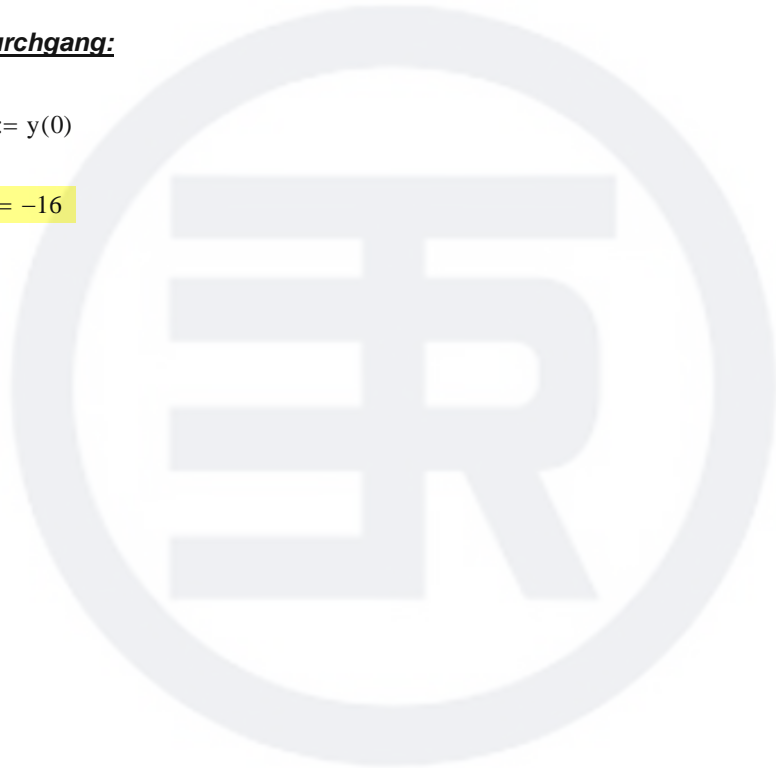 urchgang:
:= y(0)
= −16